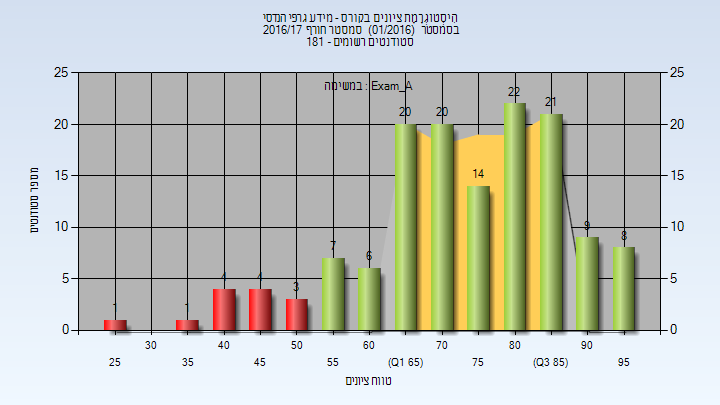 היסטוגרמת ציונים בקורס - מידע גרפי הנדסי
בסמסטר (01/2016) סמסטר חורף 2016/17
סטודנטים רשומים - 181
במשימה : Exam_A
מספר סטודנטים
25 20 15 10 5 0
25 20 15 10 5 0
1 1 4 4 3 7 6 20 20 14 22 21 9 8
30 40 50 60 70 80 90
25 35 45 55 (Q1 65) 75 (Q3 85) 95
טווח ציונים